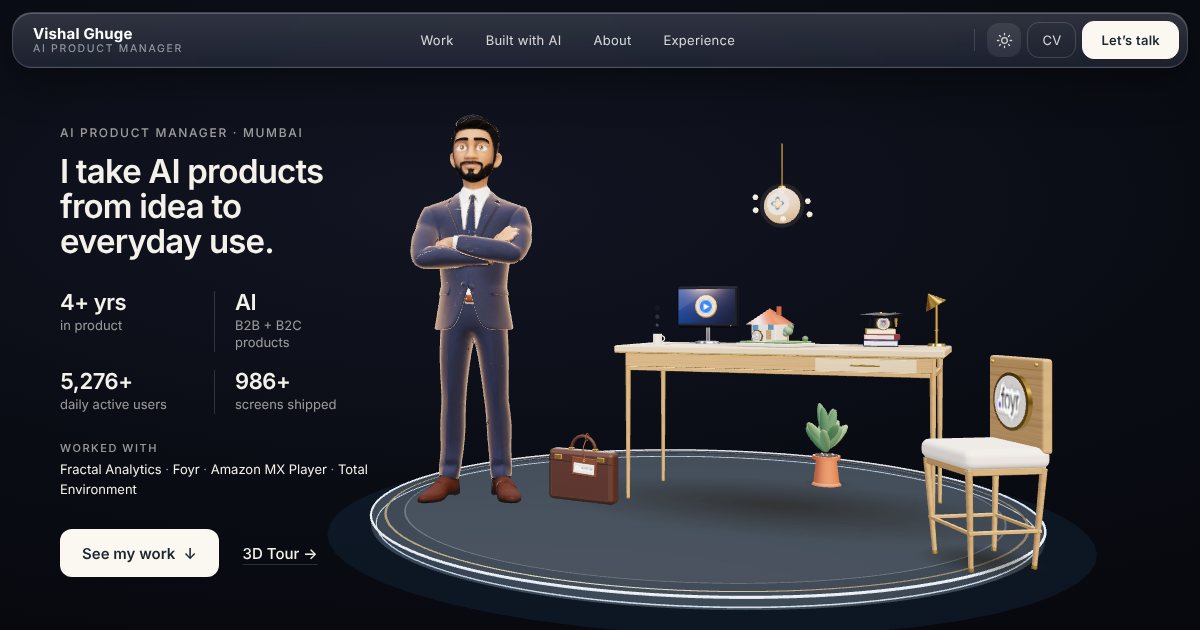 Vishal Ghuge
AI PRODUCT MANAGER
Work
Built with AI
About
Experience
CV
Let's talk
AI PRODUCT MANAGER · MUMBAI
I take AI products
from idea to
everyday use.
4+ yrs
in product
AI
B2B + B2C
products
5,276+
daily active users
986+
screens shipped
WORKED WITH
Fractal Analytics · Foyr · Amazon MX Player · Total
Environment
See my work ↓
3D Tour →
foyr